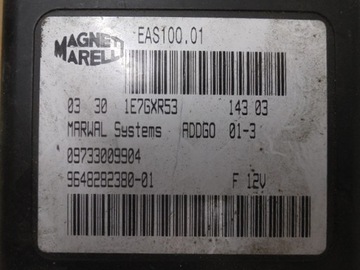 MAGNETI
MARELLI
EAS100.01
03 30 1E7GXR53 143 03
MARWAL Systems ADDGO 01-3
09733009904
9648282380-01 F 12V